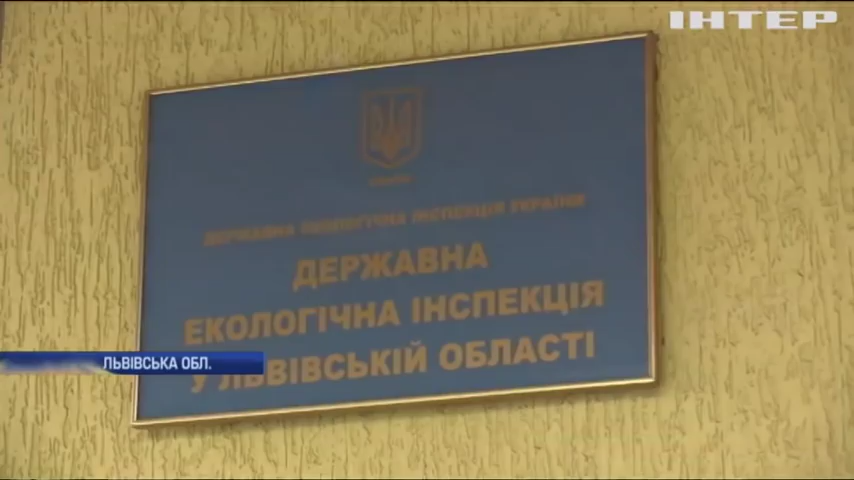 ІНТЕР
ДЕРЖАВНА ЕКОЛОГІЧНА ІНСПЕКЦІЯ УКРАЇНИ
ДЕРЖАВНА
ЕКОЛОГІЧНА ІНСПЕКЦІЯ
У ЛЬВІВСЬКІЙ ОБЛАСТІ
ЛЬВІВСЬКА ОБЛ.